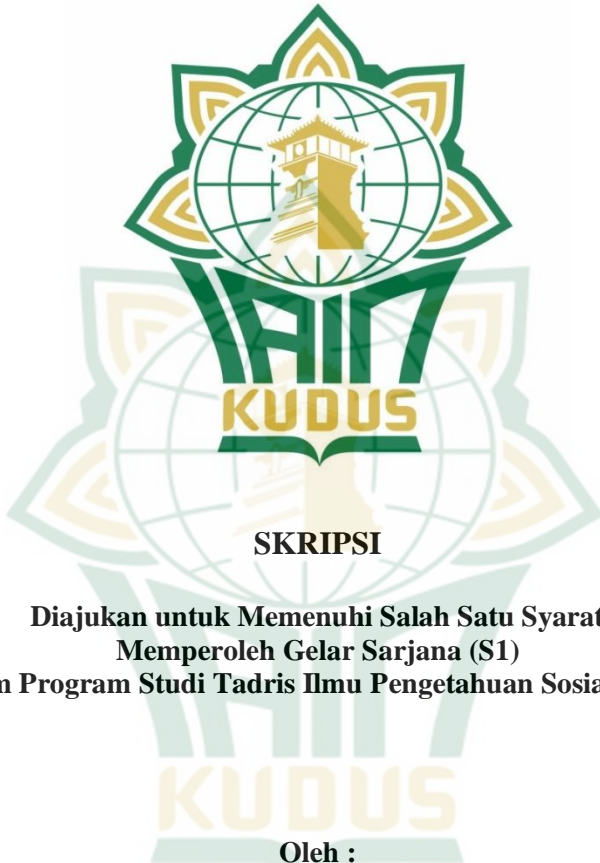 IAIN
KUDUS
SKRIPSI
Diajukan untuk Memenuhi Salah Satu Syarat
Memperoleh Gelar Sarjana (S1)
Program Studi Tadris Ilmu Pengetahuan
KUDUS
Oleh :